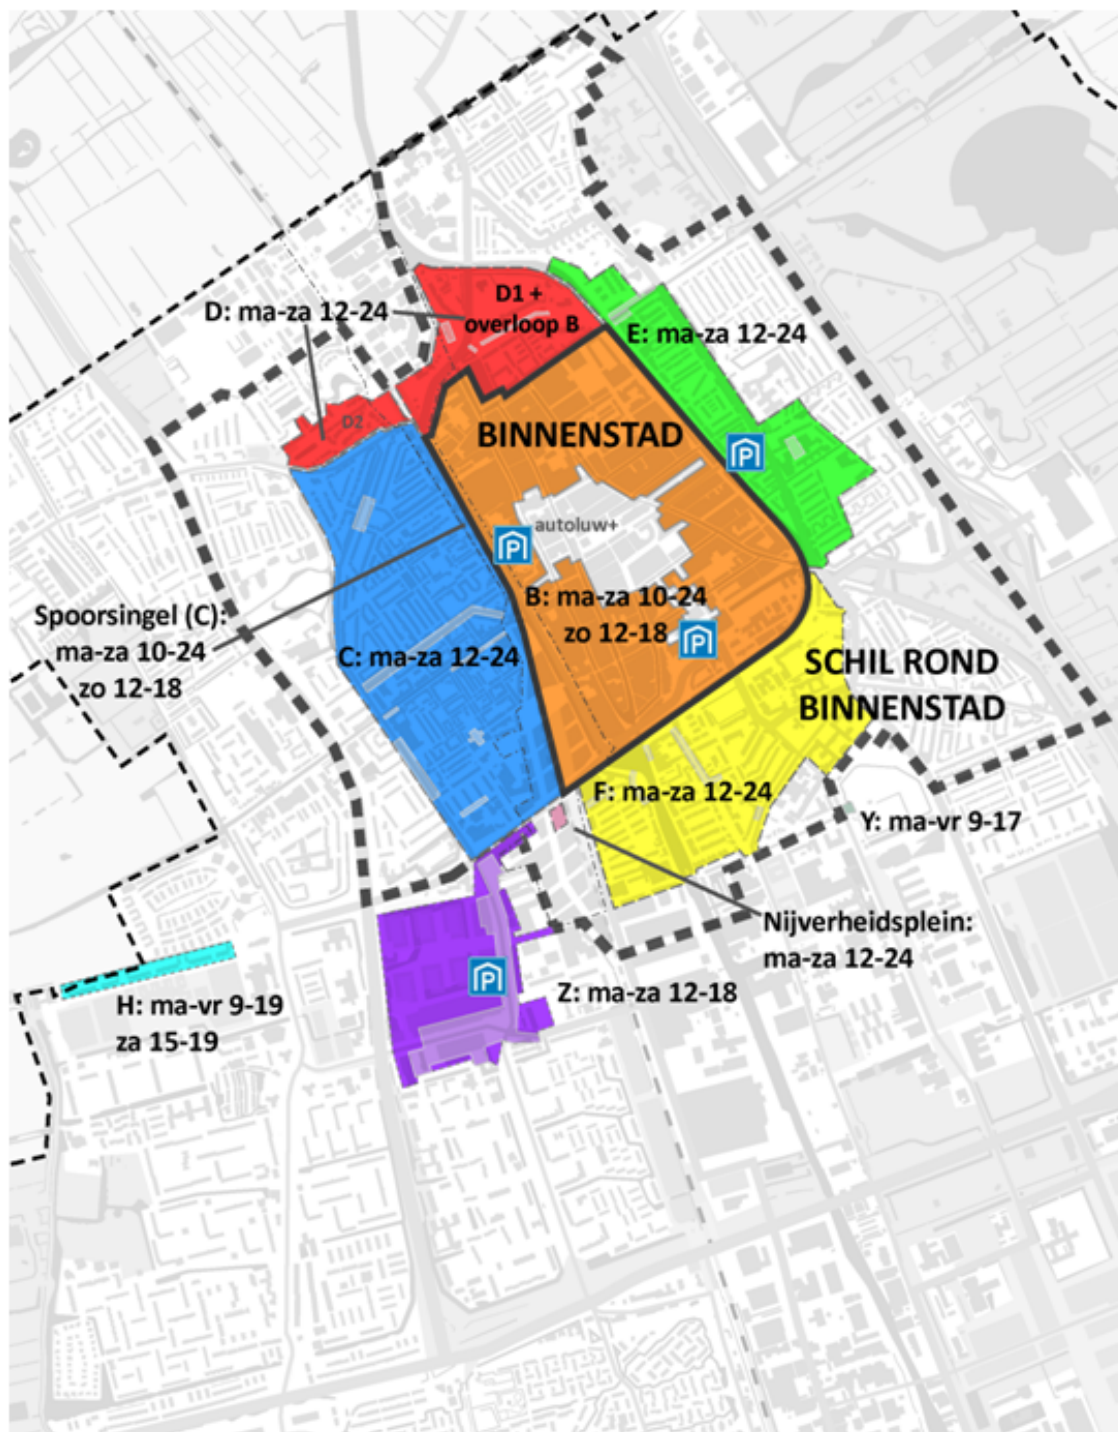 D1 +
overloop B
D: ma-za 12-24
E: ma-za 12-24
D2
BINNENSTAD
P
autoluw+
P
B: ma-za 10-24
zo 12-18
P
Spoorsingel (C):
ma-za 10-24
zo 12-18
C: ma-za 12-24
SCHIL ROND
BINNENSTAD
F: ma-za 12-24
Y: ma-vr 9-17
Nijverheidsplein:
ma-za 12-24
P
Z: ma-za 12-18
H: ma-vr 9-19
za 15-19